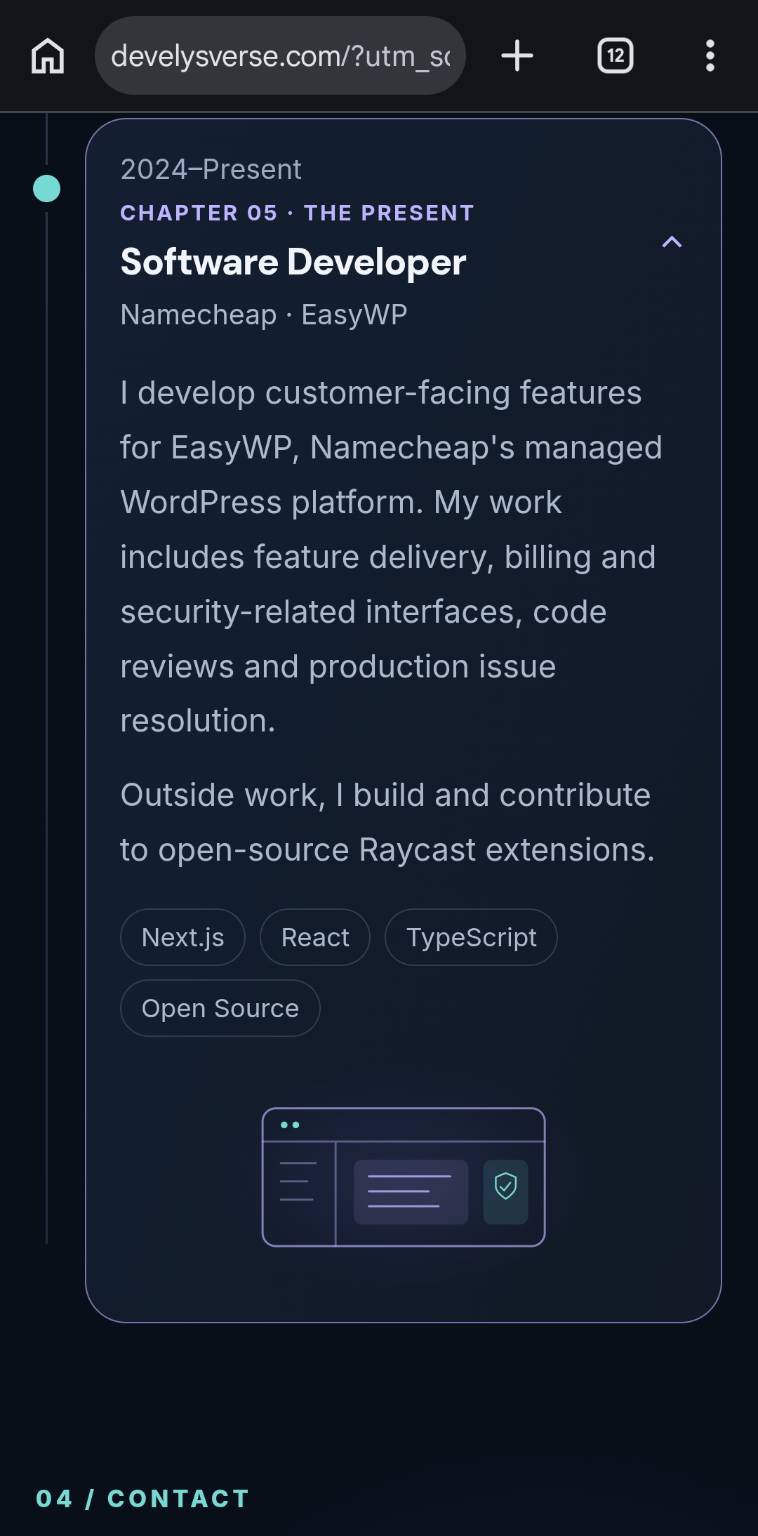 develysverse.com/?utm_sc
12
2024–Present
CHAPTER 05 · THE PRESENT
Software Developer
Namecheap · EasyWP
I develop customer-facing features
for EasyWP, Namecheap's managed
WordPress platform. My work
includes feature delivery, billing and
security-related interfaces, code
reviews and production issue
resolution.
Outside work, I build and contribute
to open-source Raycast extensions.
Next.js
React
TypeScript
Open Source
04 / CONTACT